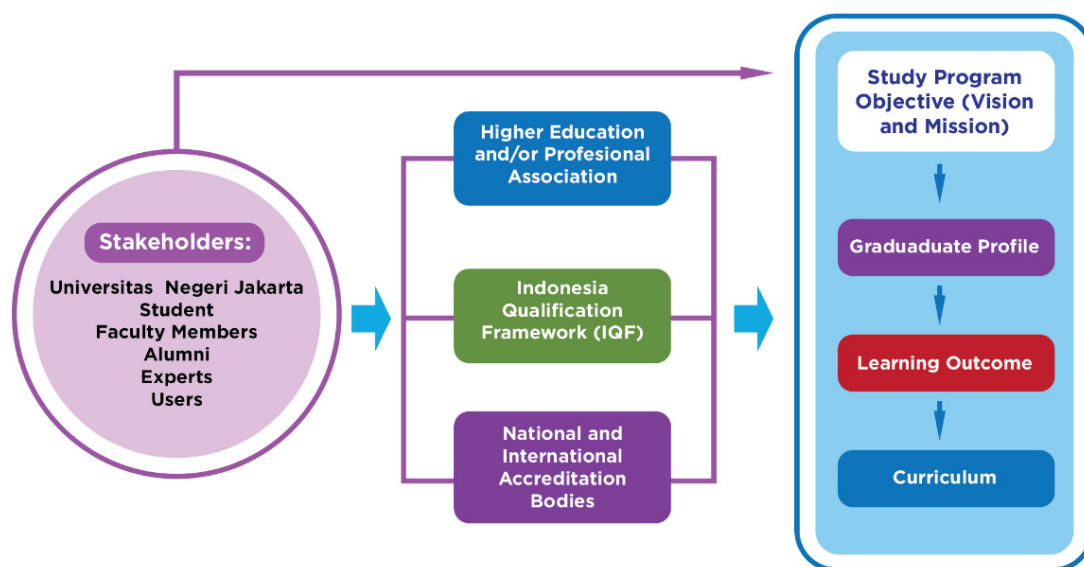 Stakeholders:
Universitas Negeri Jakarta
Student
Faculty Members
Alumni
Experts
Users
Higher Education
and/or Profesional
Association
Indonesia
Qualification
Framework (IQF)
National and
International
Accreditation
Bodies
Study Program
Objective (Vision
and Mission)
Graduaduate Profile
Learning Outcome
Curriculum